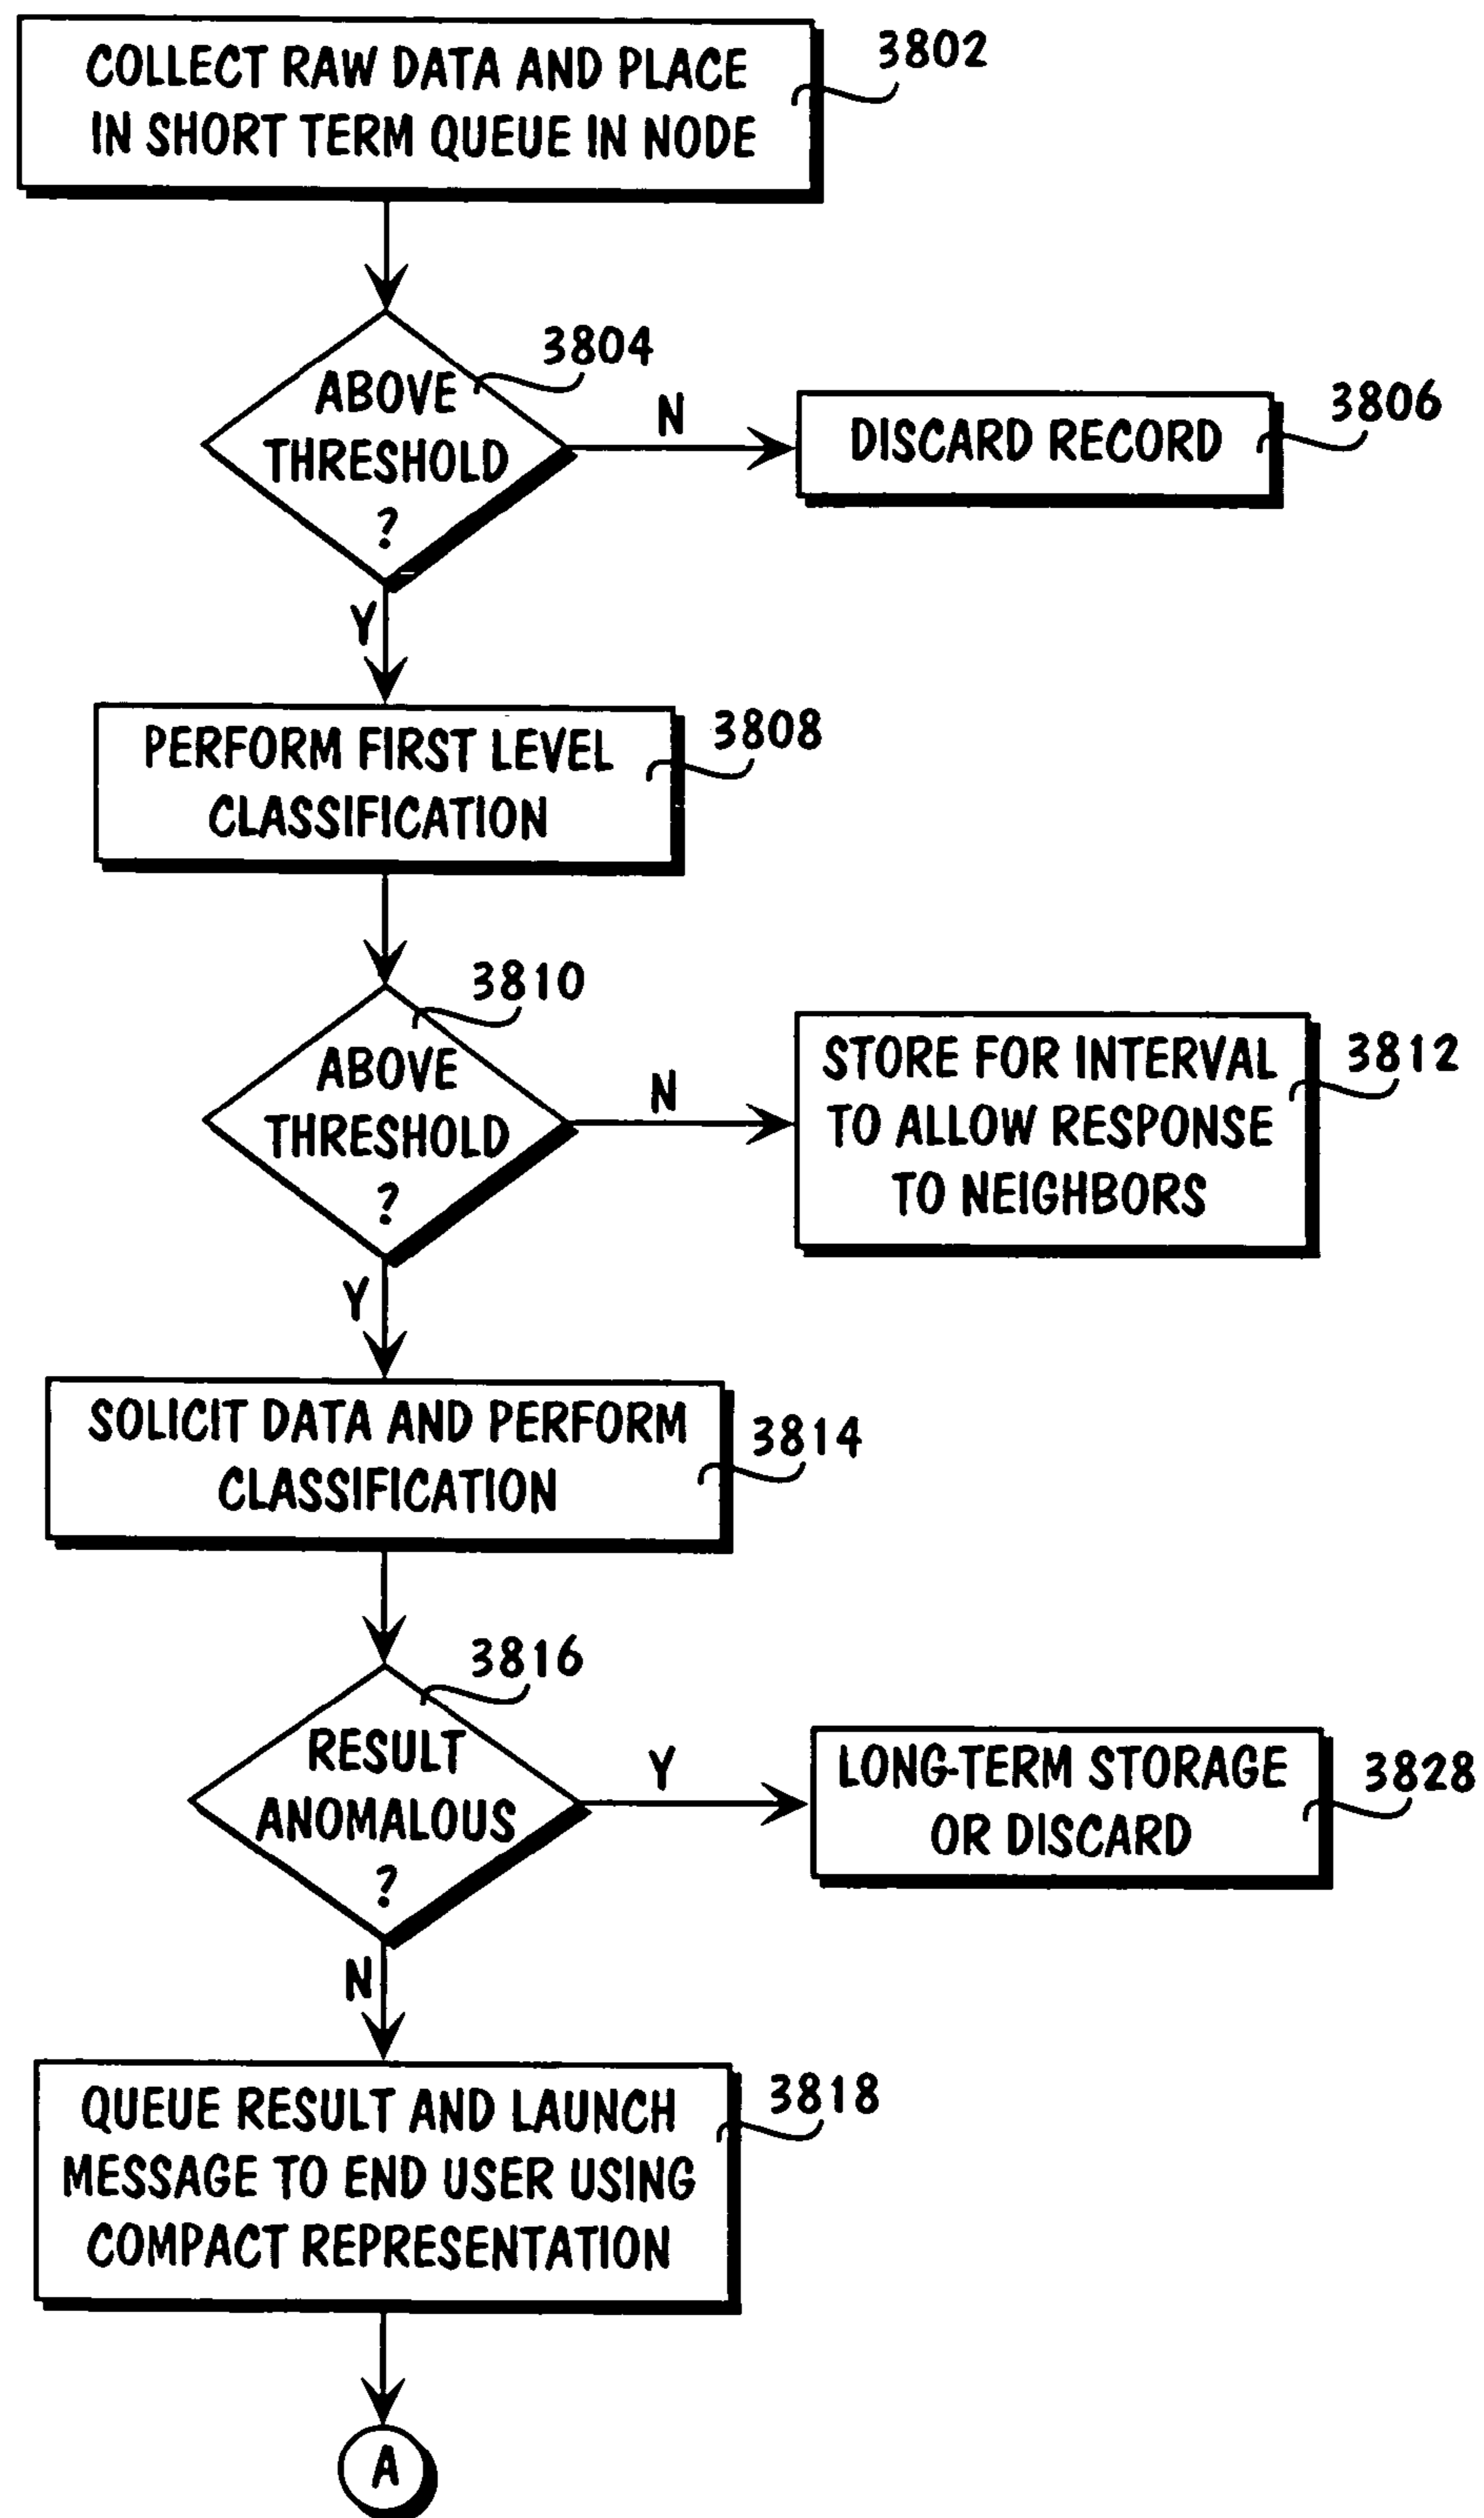 COLLECT RAW DATA AND PLACE
IN SHORT TERM QUEUE IN NODE
3802
3804
ABOVE
THRESHOLD
?
N
DISCARD RECORD
3806
Y
PERFORM FIRST LEVEL
CLASSIFICATION
3808
3810
ABOVE
THRESHOLD
?
N
STORE FOR INTERVAL
TO ALLOW RESPONSE
TO NEIGHBORS
3812
Y
SOLICIT DATA AND PERFORM
CLASSIFICATION
3814
3816
RESULT
ANOMALOUS
?
Y
LONG-TERM STORAGE
OR DISCARD
3828
N
QUEUE RESULT AND LAUNCH
MESSAGE TO END USER USING
COMPACT REPRESENTATION
3818
A